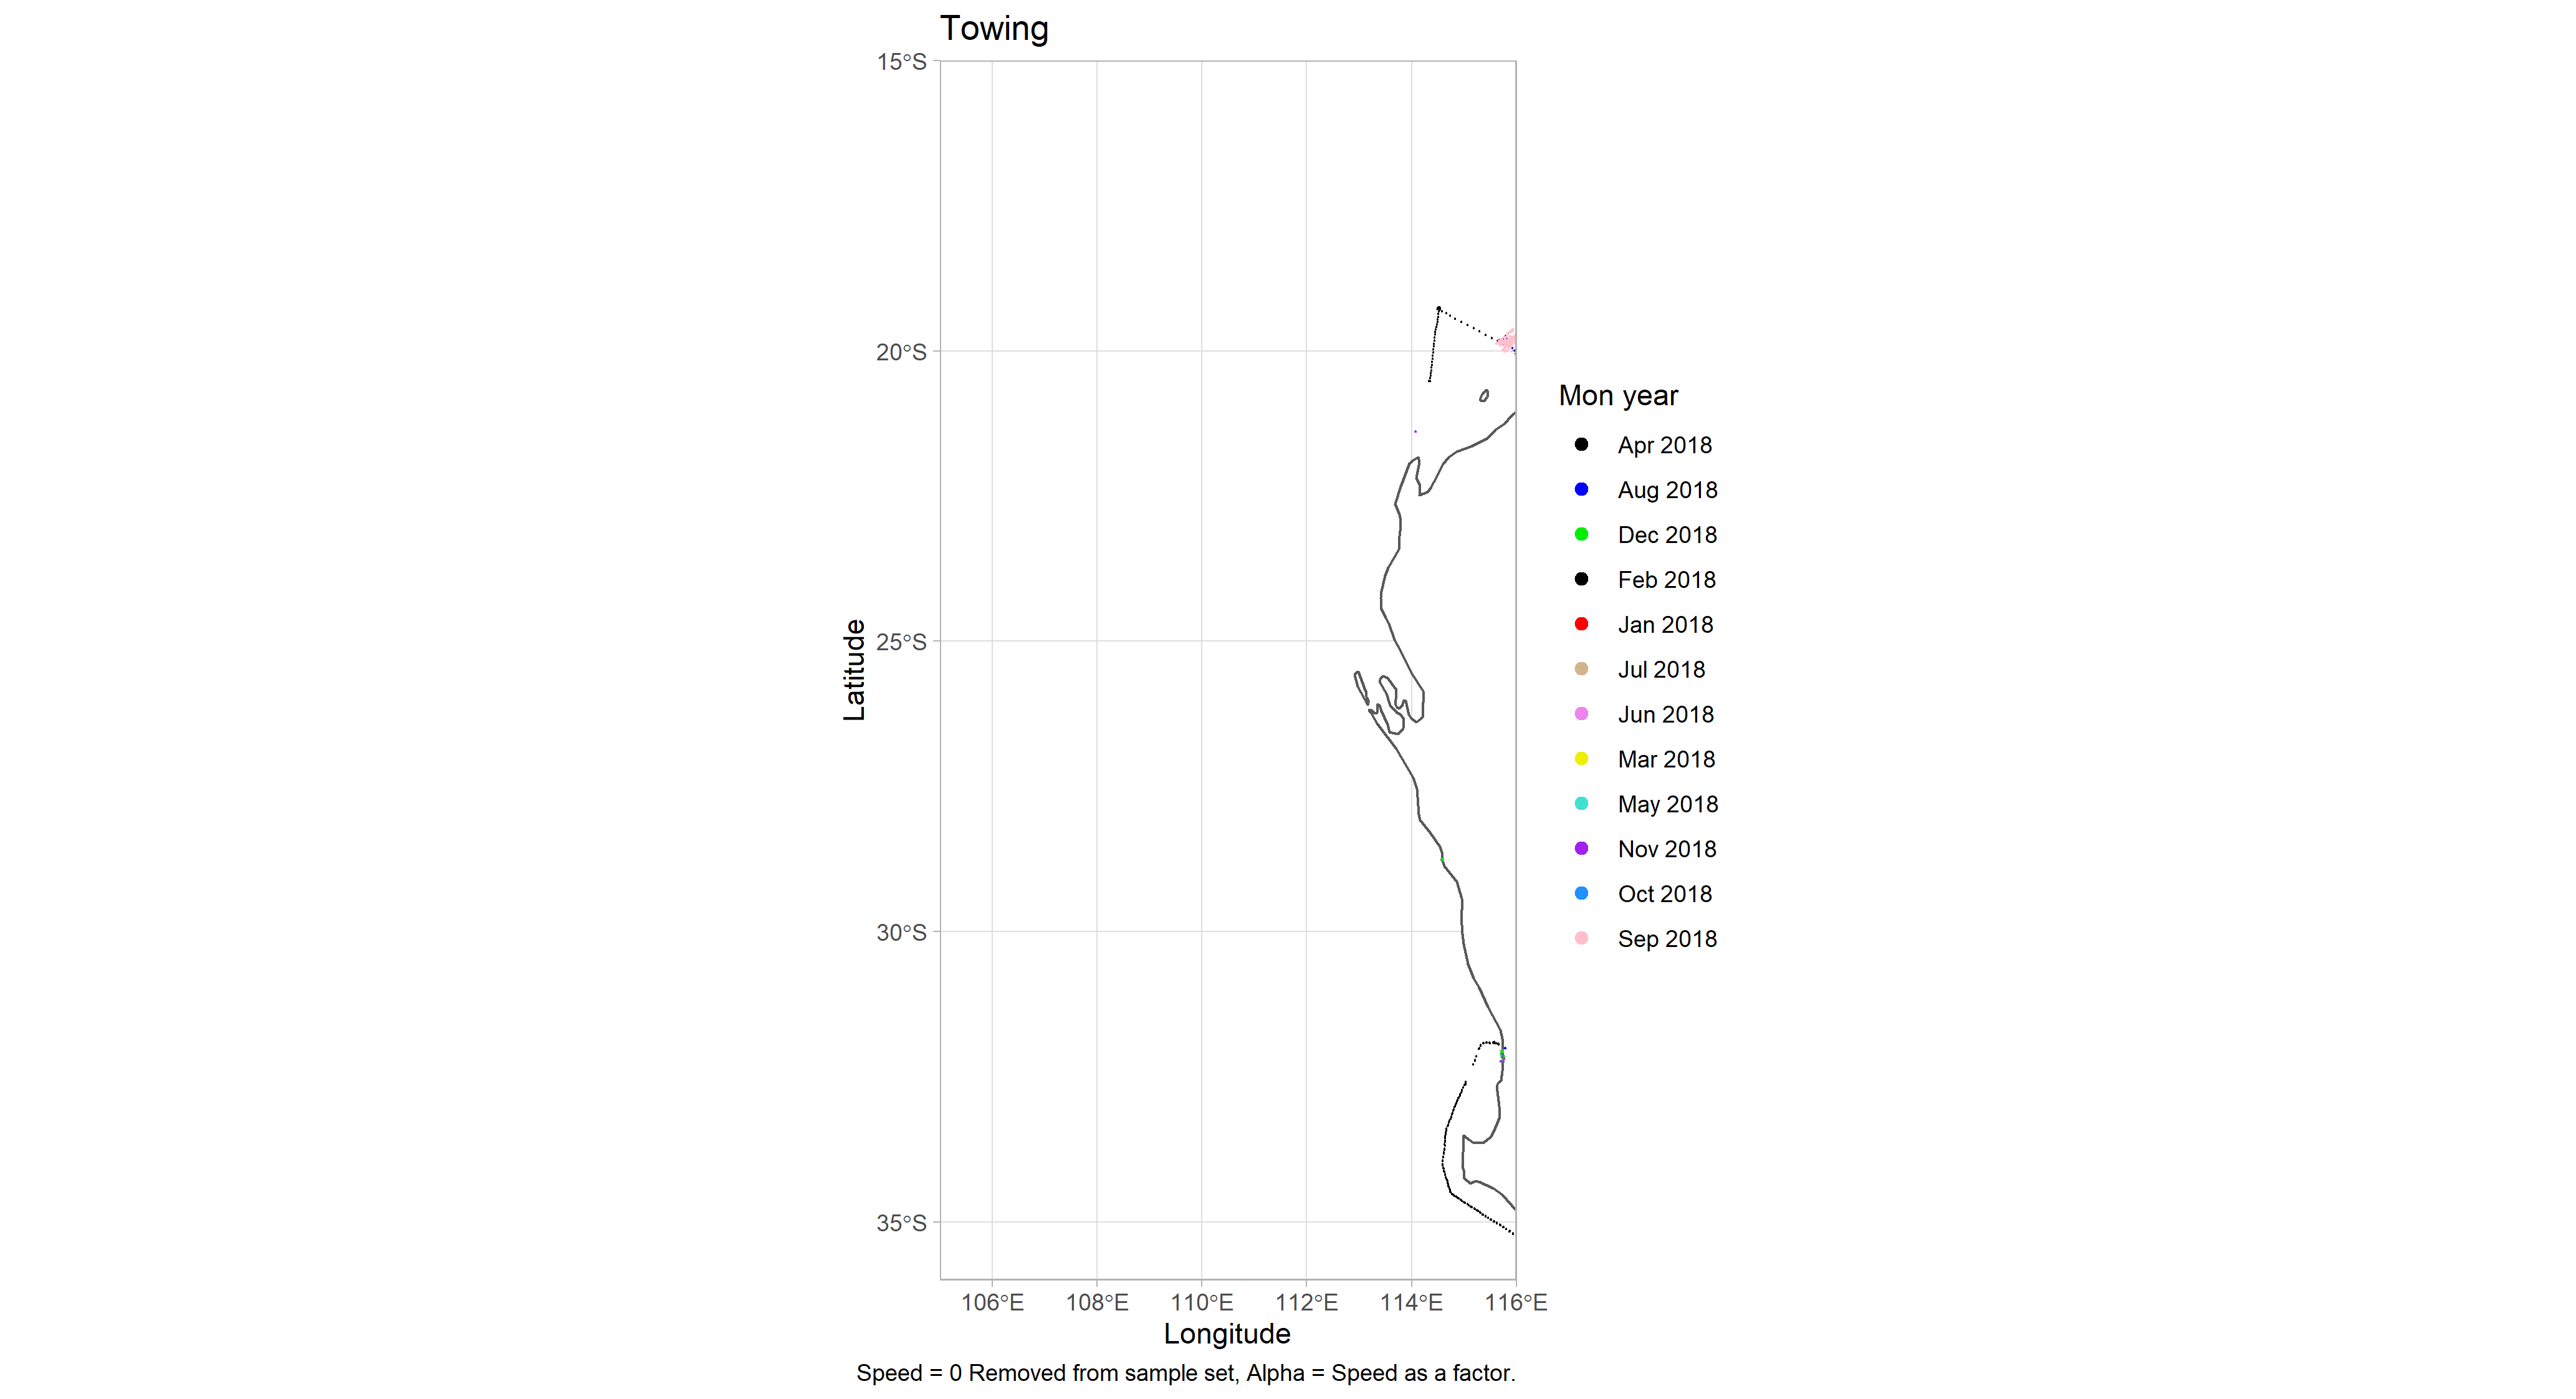 Towing
15°S
20°S
25°S
30°S
35°S
Latitude
106°E 108°E 110°E 112°E 114°E 116°E
Longitude
Speed = 0 Removed from sample set, Alpha = Speed as a factor.
Mon year
Apr 2018
Aug 2018
Dec 2018
Feb 2018
Jan 2018
Jul 2018
Jun 2018
Mar 2018
May 2018
Nov 2018
Oct 2018
Sep 2018